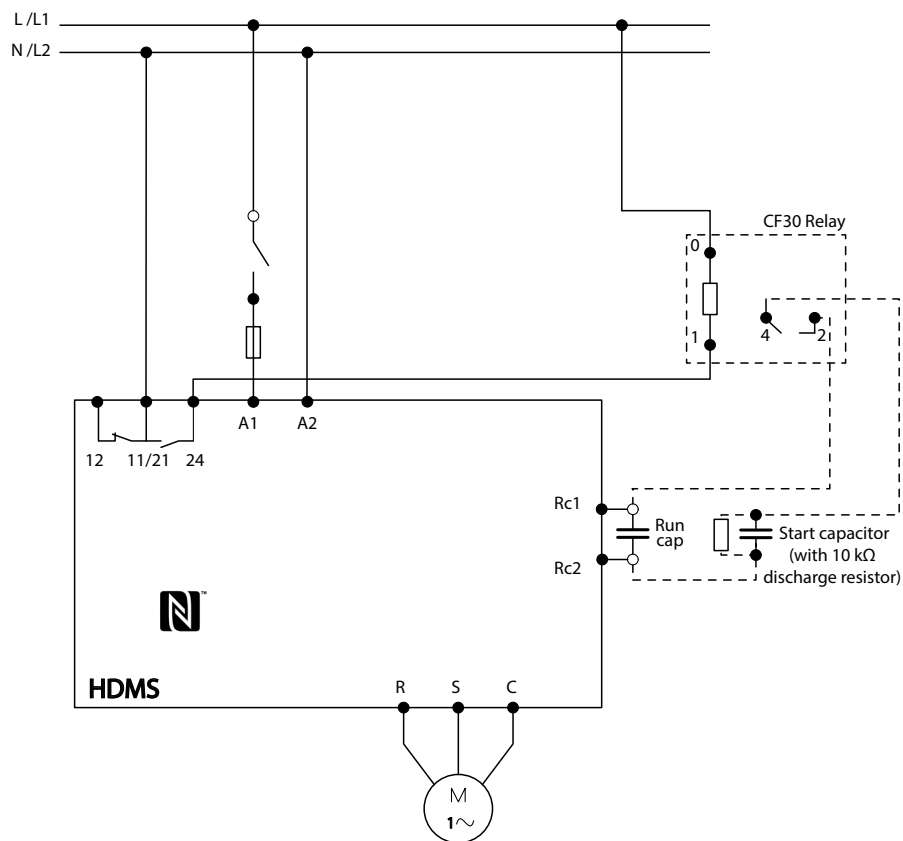 L /L1
N /L2
CF30 Relay
0
4
2
1
A1
A2
12
11/21
24
Rc1
Run
cap
Start capacitor
(with 10 kΩ
discharge resistor)
Rc2
N™
HDMS
R
S
C
M
1~